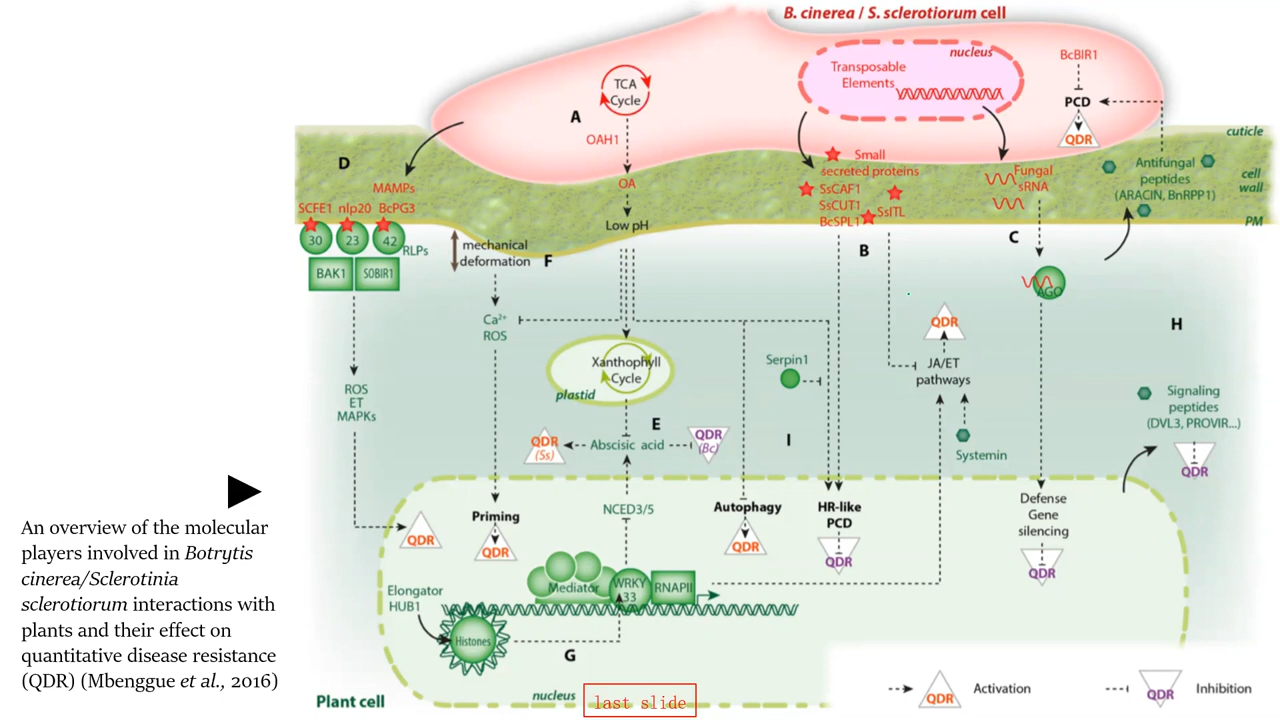 B. cinerea / S. sclerotiorum cell
nucleus
Transposable
Elements
BcBIR1
PCD
QDR
TCA
Cycle
A
OAH1
OA
Low pH
cuticle
cell
wall
PM
D
MAMPs
SCFE1 nlp20 BcPG3
30 23 42
RLPs
BAK1 SOBIR1
mechanical
deformation
F
Small
secreted proteins
SsCAF1
SsCUT1
BcSPL1
SsITL
B
Fungal
sRNA
C
AGO
Antifungal
peptides
(ARACIN, BnRPP1)
H
Ca²⁺
ROS
ROS
ET
MAPKs
Xanthophyll
Cycle
plastid
E
QDR
(Ss)
Abscisic acid
QDR
(Bc)
Serpin1
I
QDR
JA/ET
pathways
Systemin
Signaling
peptides
(DVL3, PROVIR...)
QDR
QDR
Priming
QDR
NCED3/5
Autophagy
QDR
HR-like
PCD
QDR
Defense
Gene
silencing
QDR
Elongator
HUB1
Histones
Mediator
WRKY
33
RNAPII
G
nucleus
Plant cell
last slide
QDR
Activation
QDR
Inhibition
An overview of the molecular
players involved in Botrytis
cinerea/Sclerotinia
sclerotiorum interactions with
plants and their effect on
quantitative disease resistance
(QDR) (Mbenggue et al., 2016)